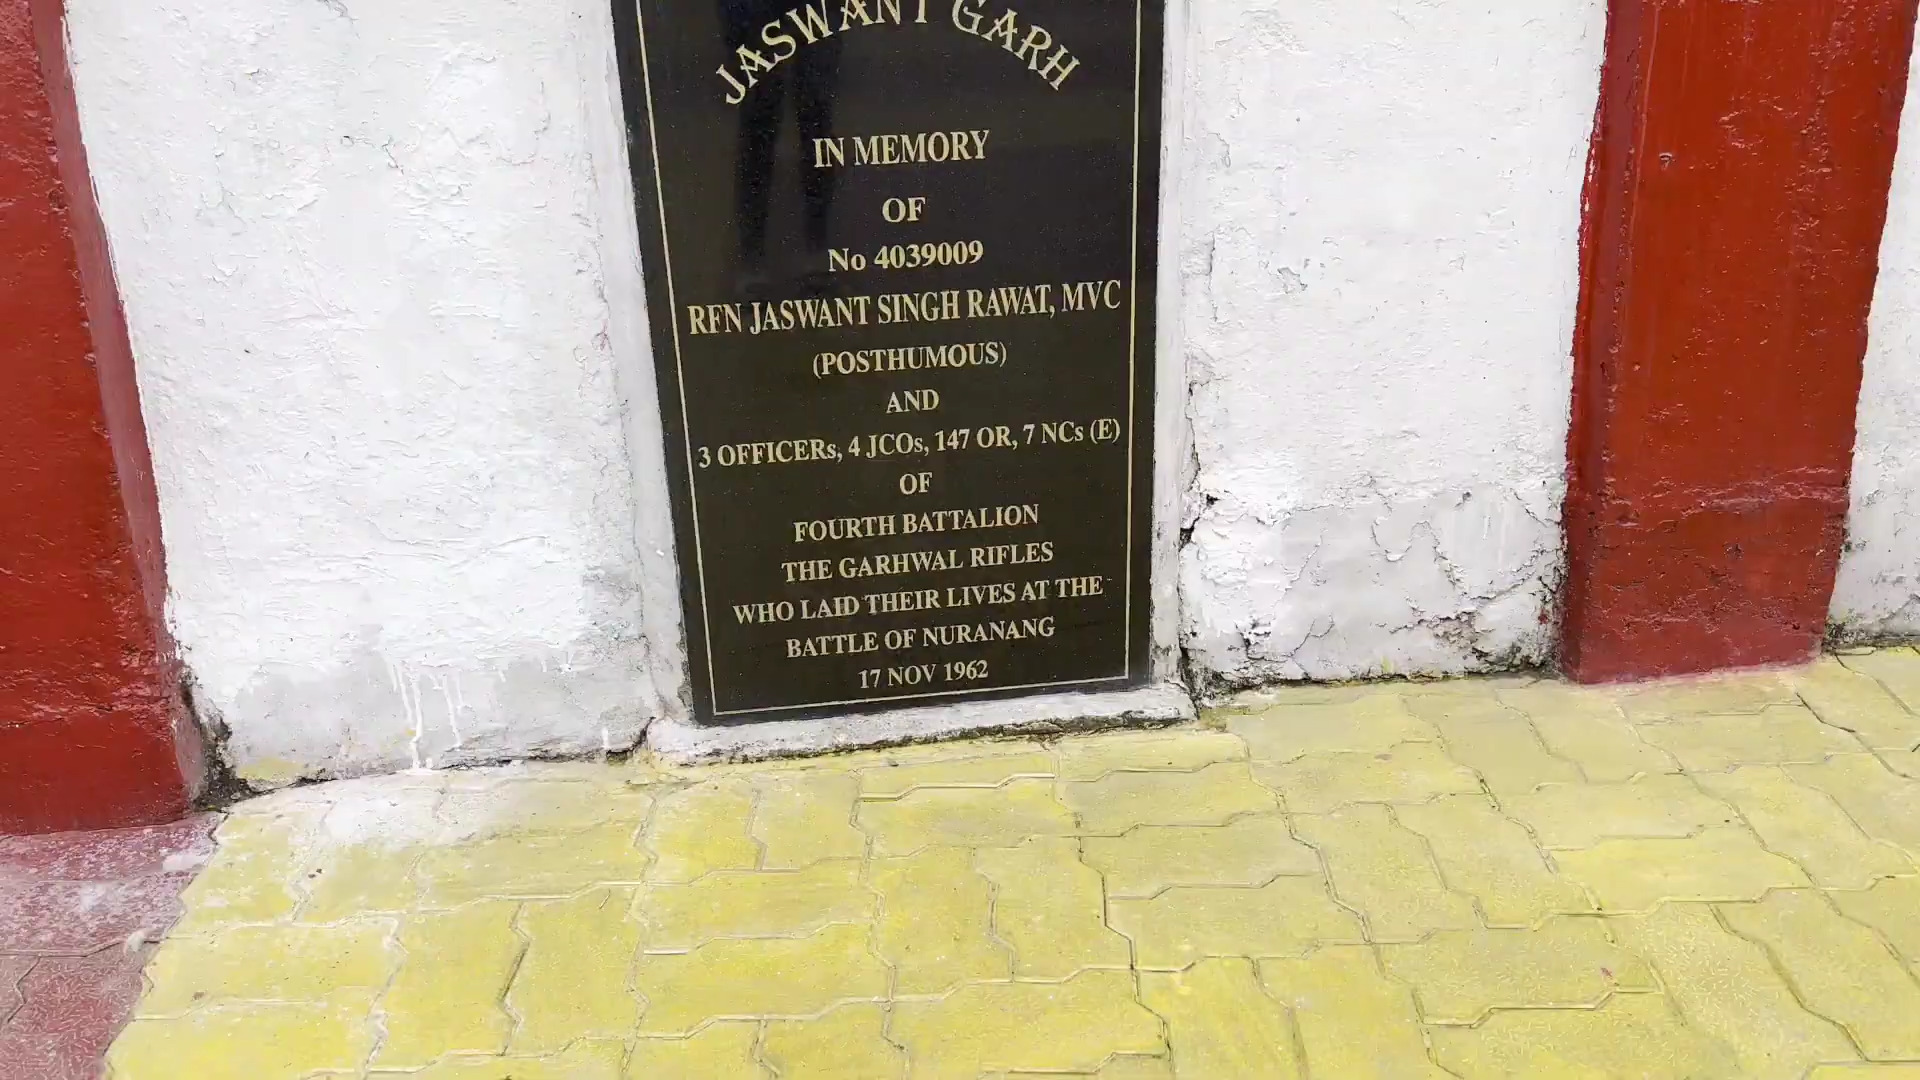 JASWANT GARH
IN MEMORY
OF
No 4039009
RFN JASWANT SINGH RAWAT, MVC
(POSTHUMOUS)
AND
3 OFFICERs, 4 JCOs, 147 OR, 7 NCs (E)
OF
FOURTH BATTALION
THE GARHWAL RIFLES
WHO LAID THEIR LIVES AT THE
BATTLE OF NURANANG
17 NOV 1962